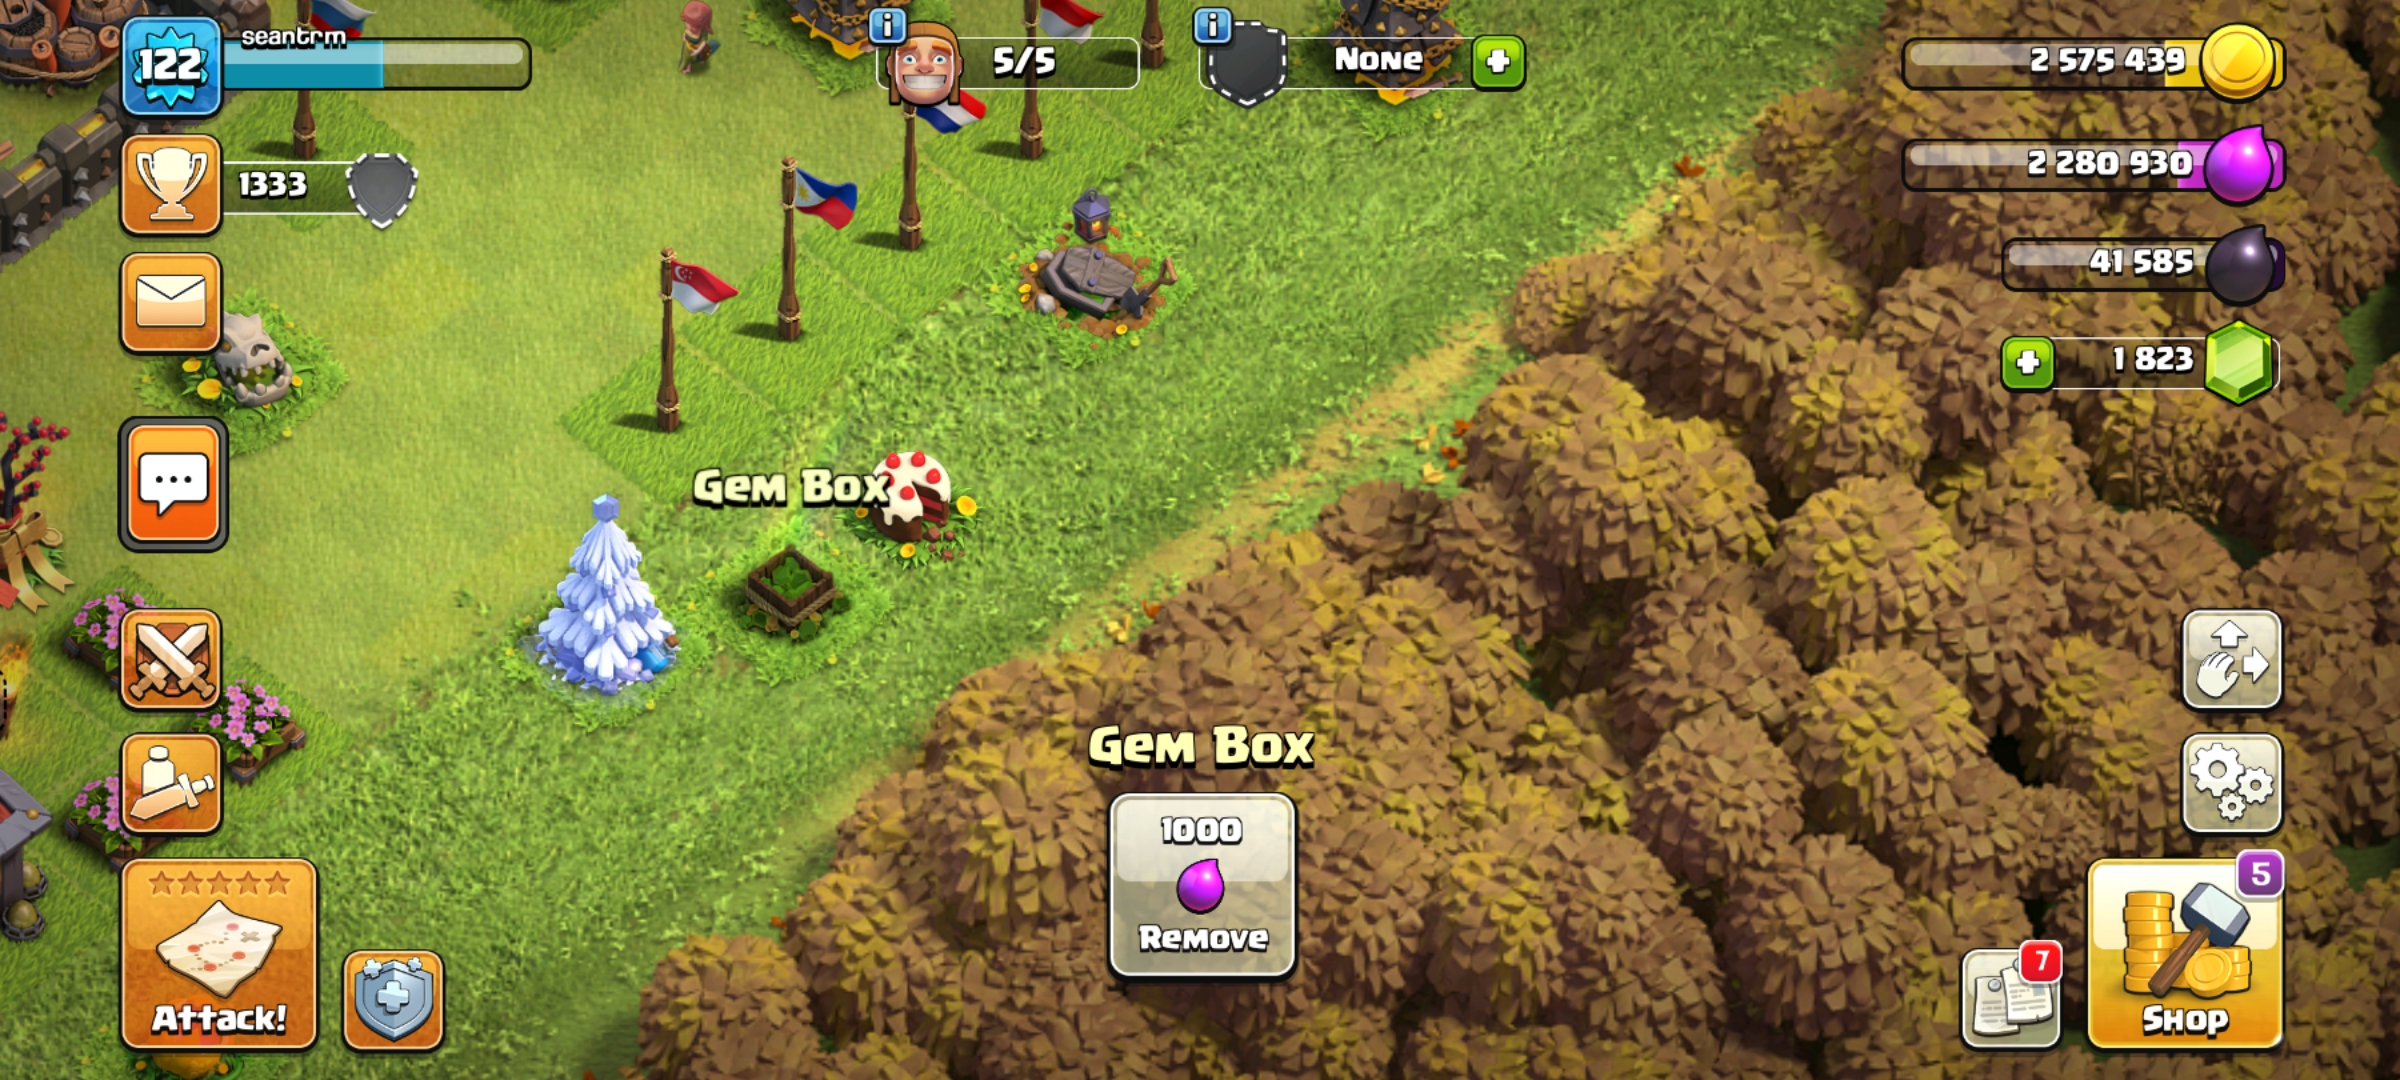 122
seantrm
i
5/5
i
None
2 575 439
1333
2 280 930
41 585
1 823
Gem Box
Gem Box
1000
Remove
Attack!
7
5
Shop